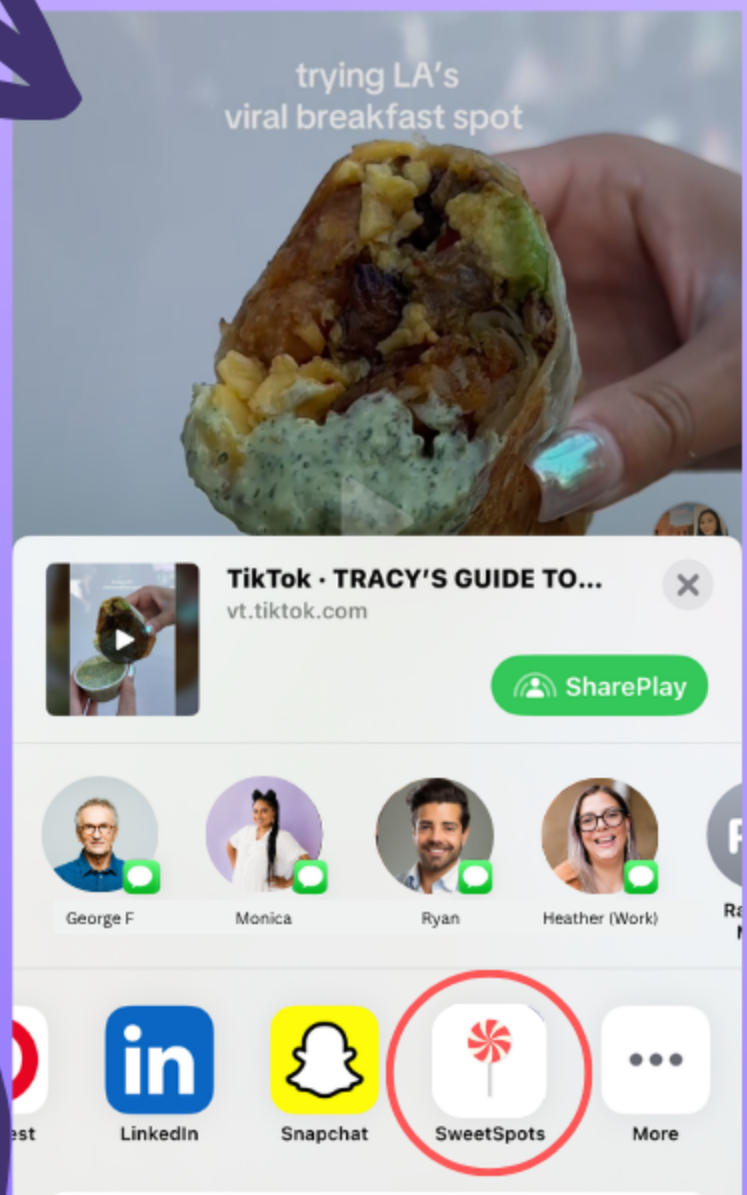 trying LA's
viral breakfast spot
TikTok · TRACY'S GUIDE TO...
vt.tiktok.com
SharePlay
George F
Monica
Ryan
Heather (Work)
est
LinkedIn
Snapchat
SweetSpots
More